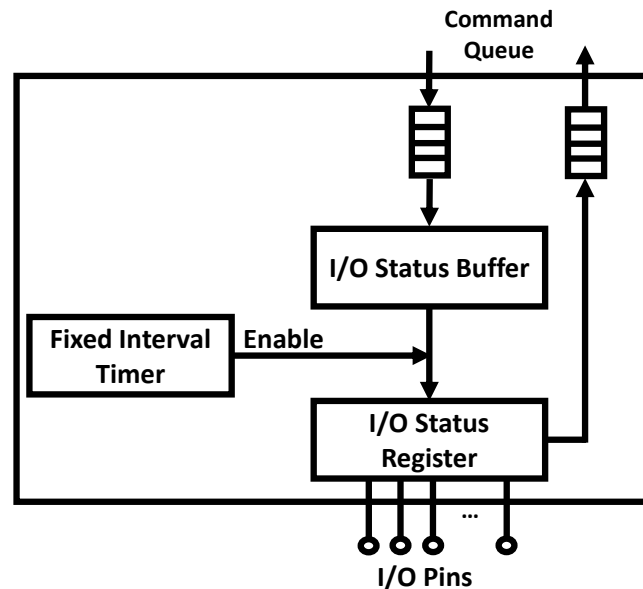 Command
Queue
I/O Status Buffer
Fixed Interval
Timer
Enable
I/O Status
Register
...
I/O Pins